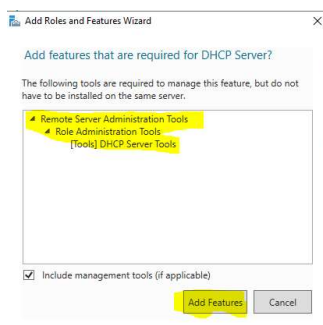 Add Roles and Features Wizard
Add features that are required for DHCP Server?
The following tools are required to manage this feature, but do not
have to be installed on the same server.
Remote Server Administration Tools
Role Administration Tools
[Tools] DHCP Server Tools
Include management tools (if applicable)
Add Features Cancel